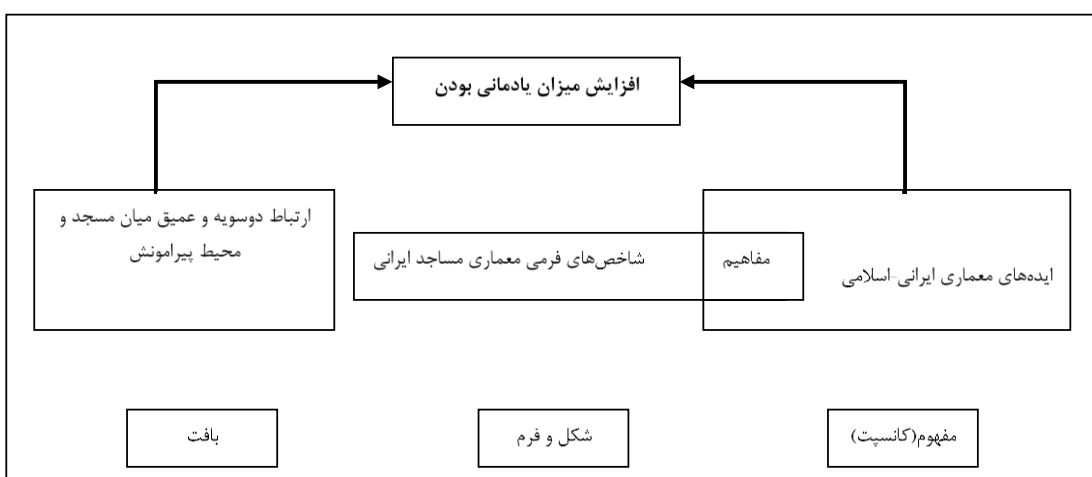 افزایش میزان یادمانی بودن
ایده‌های معماری ایرانی-اسلامی
مفاهیم
شاخص‌های فرمی معماری مساجد ایرانی
ارتباط دوسویه و عمیق میان مسجد و
محیط پیرامونش
مفهوم(کانسپت)
شکل و فرم
بافت